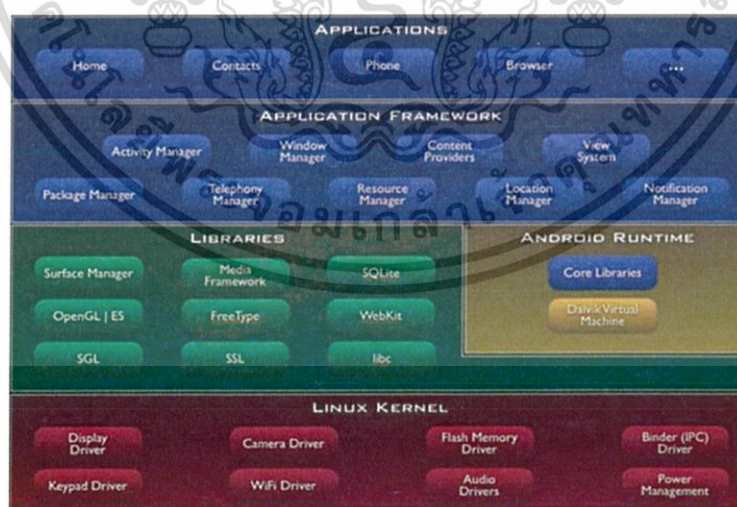 APPLICATIONS
Home
Contacts
Phone
Browser
...
APPLICATION FRAMEWORK
Activity Manager
Window
Manager
Content
Providers
View
System
Package Manager
Telephony
Manager
Resource
Manager
Location
Manager
Notification
Manager
LIBRARIES
Surface Manager
Media
Framework
SQLite
OpenGL | ES
FreeType
WebKit
SGL
SSL
libc
ANDROID RUNTIME
Core Libraries
Dalvik Virtual
Machine
LINUX KERNEL
Display
Driver
Camera Driver
Flash Memory
Driver
Binder (IPC)
Driver
Keypad Driver
WiFi Driver
Audio
Drivers
Power
Management